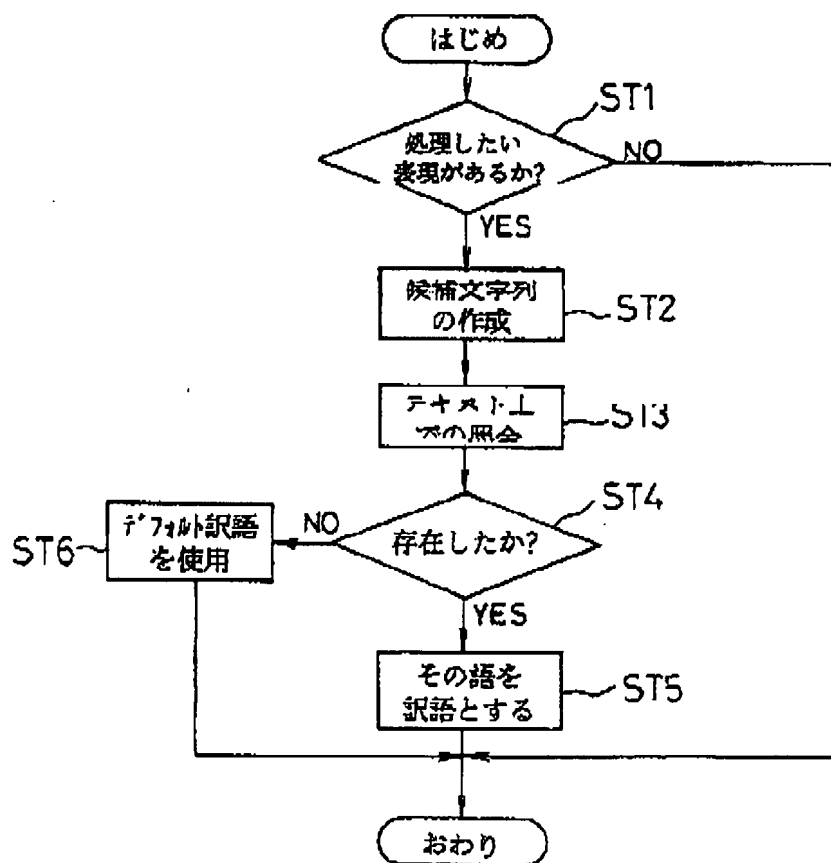 はじめ
ST1
処理したい
表現があるか?
NO
YES
候補文字列
の作成
ST2
テキスト上
での照会
ST3
ST4
存在したか?
NO
デフォルト訳語
を使用
ST6
YES
その語を
訳語とする
ST5
おわり